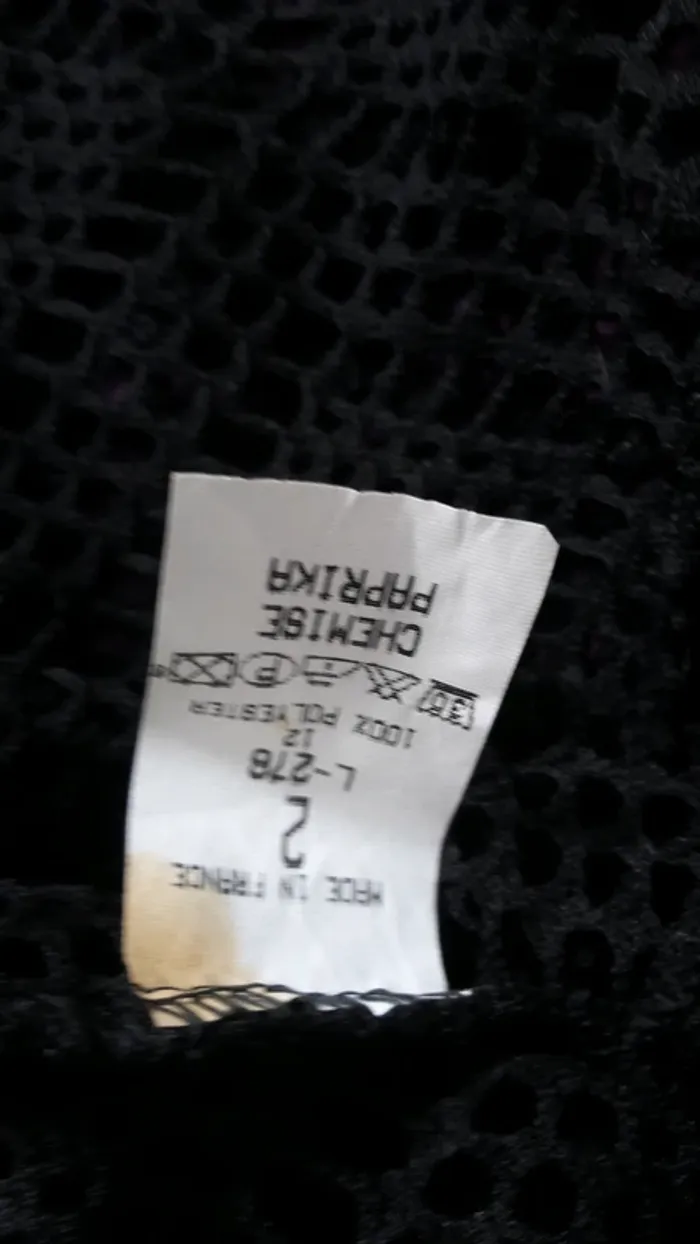 MADE IN FRANCE
2
L-278
12
100% POLYESTER
30 P
CHEMISE
PAPRIKA